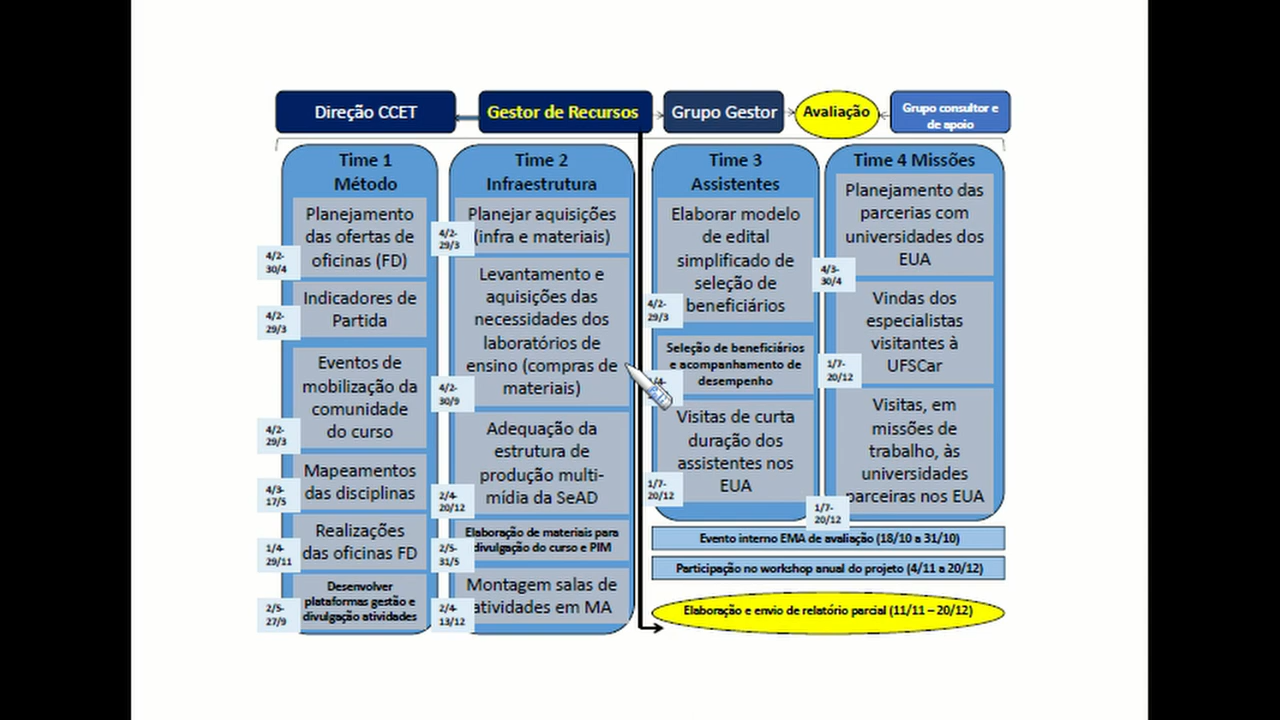 Direção CCET
Gestor de Recursos
Grupo Gestor
Avaliação
Grupo consultor e
de apoio
Time 1
Método
Planejamento
das ofertas de
oficinas (FD)
4/2-
30/4
Indicadores de
Partida
4/2-
29/3
Eventos de
mobilização da
comunidade
do curso
4/2-
29/3
Mapeamentos
das disciplinas
4/3-
17/5
Realizações
das oficinas FD
1/4-
29/11
Desenvolver
plataformas gestão e
divulgação atividades
2/5-
27/9
Time 2
Infraestrutura
Planejar aquisições
(infra e materiais)
4/2-
29/3
Levantamento e
aquisições das
necessidades dos
laboratórios de
ensino (compras de
materiais)
4/2-
30/9
Adequação da
estrutura de
produção multi-
mídia da SeAD
2/4-
20/12
Elaboração de materiais para
divulgação do curso e PIM
2/5-
31/5
Montagem salas de
atividades em MA
2/4-
13/12
Time 3
Assistentes
Elaborar modelo
de edital
simplificado de
seleção de
beneficiários
4/2-
29/3
Seleção de beneficiários
e acompanhamento de
desempenho
Visitas de curta
duração dos
assistentes nos
EUA
1/7-
20/12
Time 4 Missões
Planejamento das
parcerias com
universidades dos
EUA
4/3-
30/4
Vindas dos
especialistas
visitantes à
UFSCar
1/7-
20/12
Visitas, em
missões de
trabalho, às
universidades
parceiras nos EUA
1/7-
20/12
Evento interno EMA de avaliação (18/10 a 31/10)
Participação no workshop anual do projeto (4/11 a 20/12)
Elaboração e envio de relatório parcial (11/11 – 20/12)